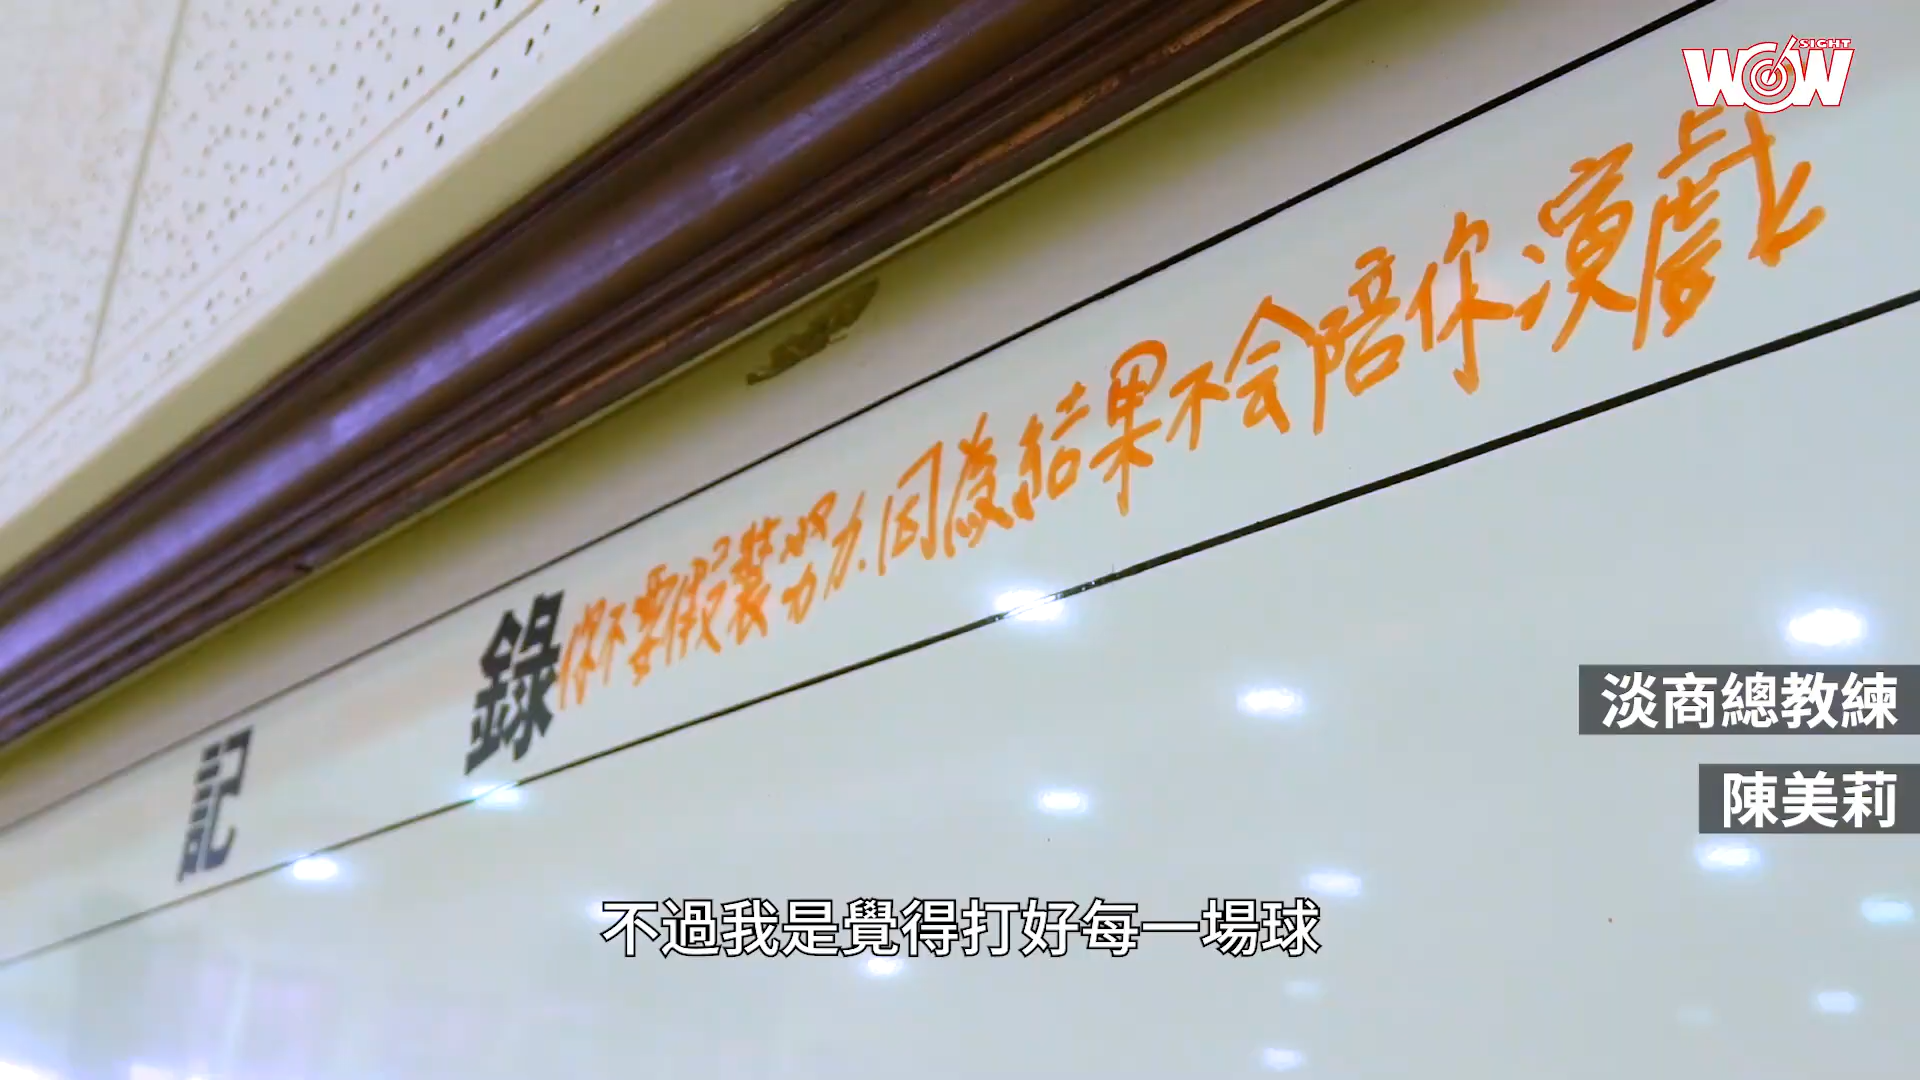 WOW SIGHT
記錄 你不要假裝努力.因為結果不会陪你演戲
淡商總教練
陳美莉
不過我是覺得打好每一場球